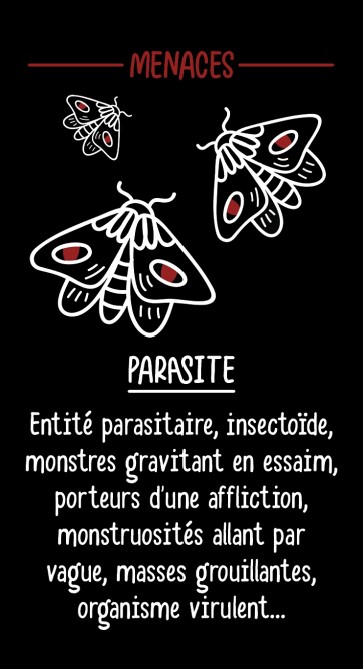 MENACES
PARASITE
Entité parasitaire, insectoïde,
monstres gravitant en essaim,
porteurs d'une affliction,
monstruosités allant par
vague, masses grouillantes,
organisme virulent...